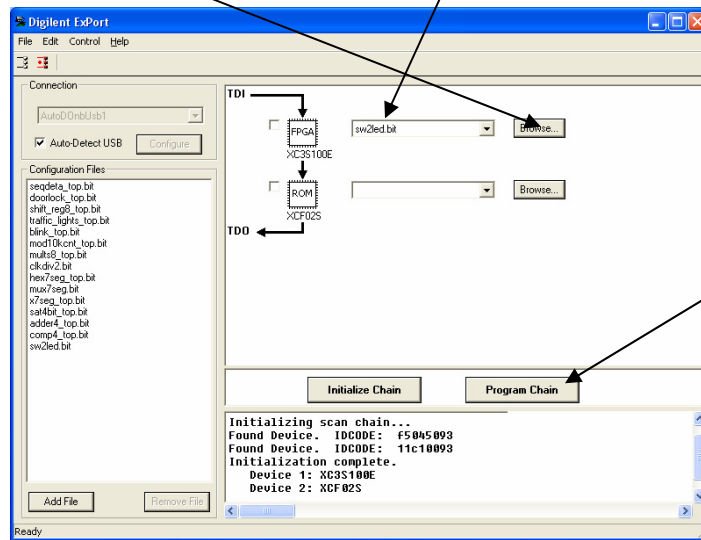 Digilent ExPort
File Edit Control Help
Connection
AutoDOnbUsb1
Auto-Detect USB
Configure
Configuration Files
seqdeta_top.bit
doorlock_top.bit
shift_reg8_top.bit
traffic_lights_top.bit
blink_top.bit
mod10kcnt_top.bit
mults8_top.bit
clkdiv2.bit
hex7seg_top.bit
mux7seg.bit
x7seg_top.bit
sat4bit_top.bit
adder4_top.bit
comp4_top.bit
sw2led.bit
Add File
Remove File
TDI
FPGA
XC3S100E
sw2led.bit
Browse...
ROM
XCF02S
Browse...
TDO
Initialize Chain
Program Chain
Initializing scan chain...
Found Device. IDCODE: f5045093
Found Device. IDCODE: 11c10093
Initialization complete.
Device 1: XC3S100E
Device 2: XCF02S
Ready